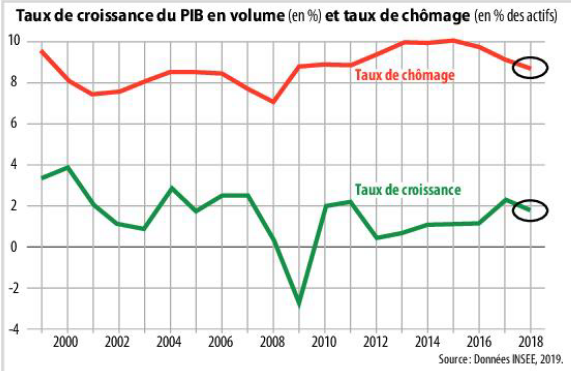 Taux de croissance du PIB en volume (en %) et taux de chômage (en % des actifs)
10
8
6
4
2
0
-2
-4
Taux de chômage
Taux de croissance
2000 2002 2004 2006 2008 2010 2012 2014 2016 2018
Source : Données INSEE, 2019.